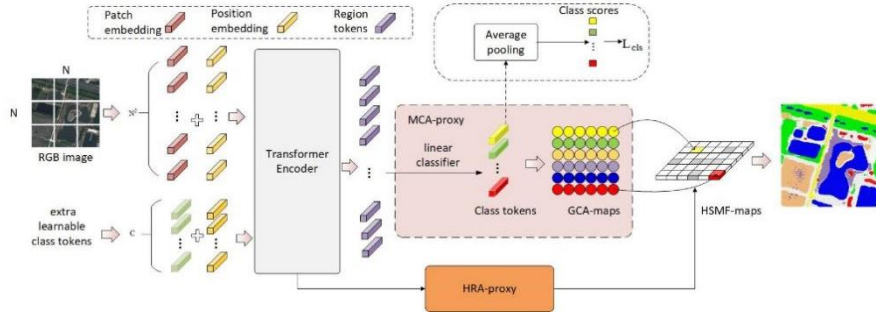 Patch embedding
Position embedding
Region tokens
Class scores
Average pooling
L cls
N
N
N²
RGB image
Transformer Encoder
MCA-proxy
linear classifier
Class tokens
GCA-maps
HSMF-maps
extra learnable class tokens
C
HRA-proxy